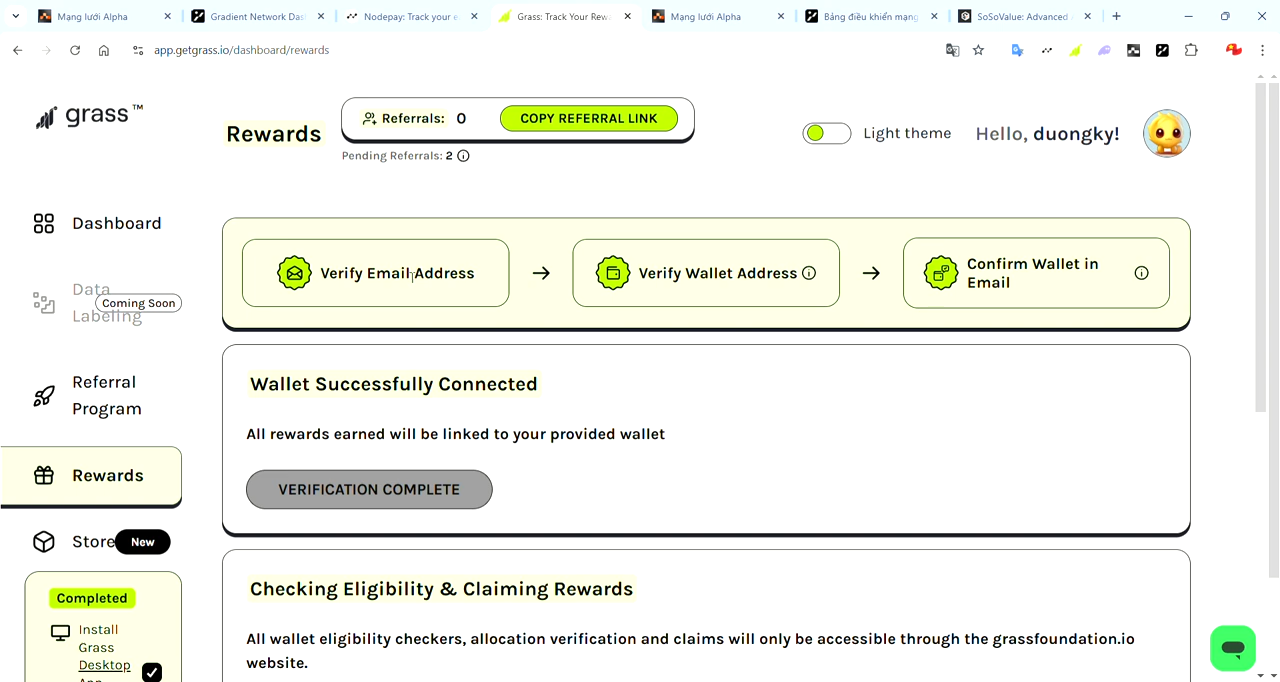 Mạng lưới Alpha
Gradient Network Das
Nodepay: Track your e
Grass: Track Your Rewa
Mạng lưới Alpha
Bảng điều khiển mạng
SoSoValue: Advanced
app.getgrass.io/dashboard/rewards
grass™
Rewards
Referrals: 0
COPY REFERRAL LINK
Pending Referrals: 2
Light theme
Hello, duongky!
Dashboard
Data
Labeling
Coming Soon
Referral
Program
Rewards
Store
New
Completed
Install
Grass
Desktop
App
Verify Email Address
Verify Wallet Address
Confirm Wallet in
Email
Wallet Successfully Connected
All rewards earned will be linked to your provided wallet
VERIFICATION COMPLETE
Checking Eligibility & Claiming Rewards
All wallet eligibility checkers, allocation verification and claims will only be accessible through the grassfoundation.io
website.